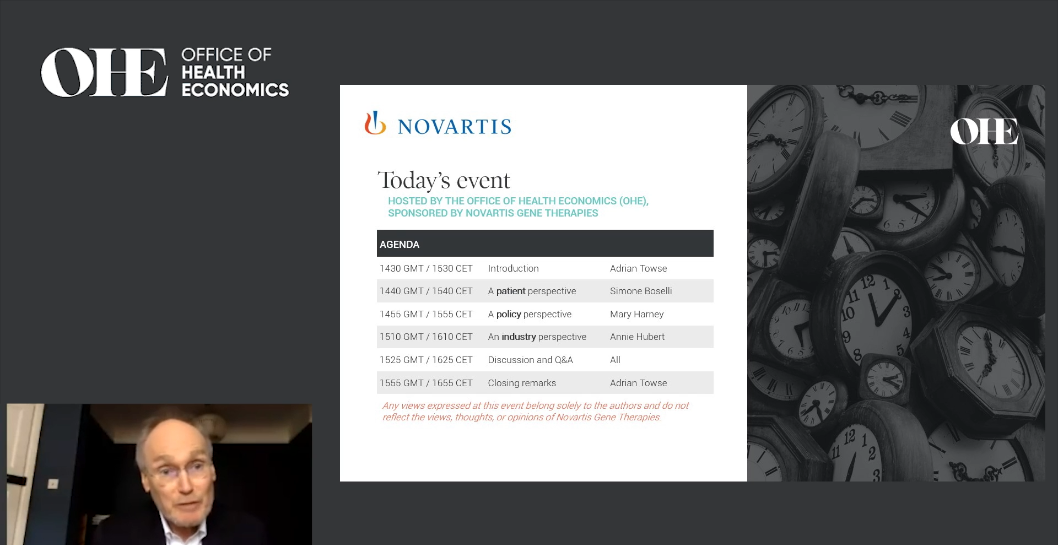 OHE OFFICE OF
HEALTH
ECONOMICS
NOVARTIS
OHE
Today's event
HOSTED BY THE OFFICE OF HEALTH ECONOMICS (OHE),
SPONSORED BY NOVARTIS GENE THERAPIES
AGENDA
1430 GMT / 1530 CET Introduction Adrian Towse
1440 GMT / 1540 CET A patient perspective Simone Boselli
1455 GMT / 1555 CET A policy perspective Mary Harney
1510 GMT / 1610 CET An industry perspective Annie Hubert
1525 GMT / 1625 CET Discussion and Q&A All
1555 GMT / 1655 CET Closing remarks Adrian Towse
Any views expressed at this event belong solely to the authors and do not
reflect the views, thoughts, or opinions of Novartis Gene Therapies